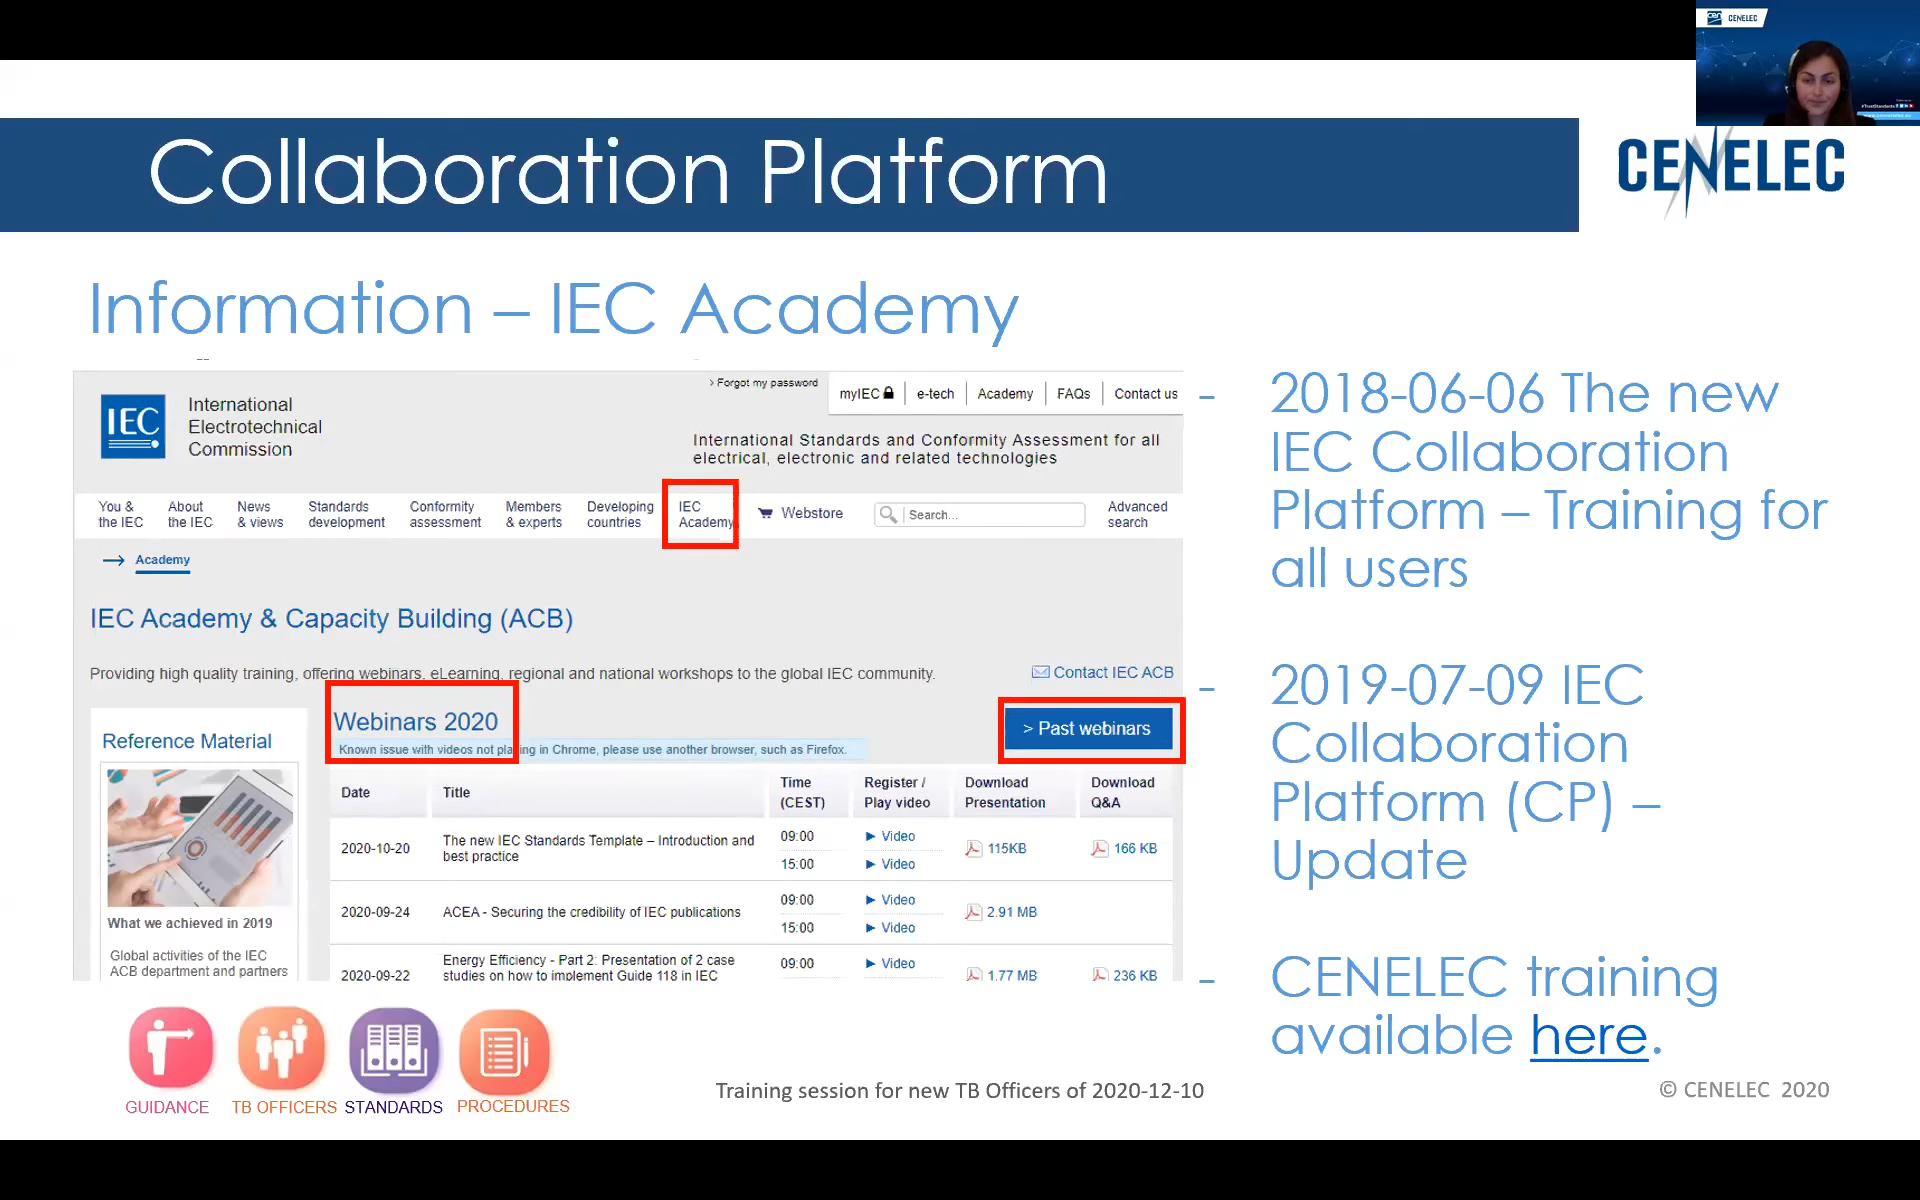 CENELEC
Collaboration Platform
CENELEC
Information – IEC Academy
> Forgot my password
myIEC
e-tech
Academy
FAQs
Contact us
IEC
International
Electrotechnical
Commission
International Standards and Conformity Assessment for all
electrical, electronic and related technologies
You &
the IEC
About
the IEC
News
& views
Standards
development
Conformity
assessment
Members
& experts
Developing
countries
IEC
Academy
Webstore
Search...
Advanced
search
Academy
IEC Academy & Capacity Building (ACB)
Providing high quality training, offering webinars, eLearning, regional and national workshops to the global IEC community.
Contact IEC ACB
Reference Material
What we achieved in 2019
Global activities of the IEC
ACB department and partners
Webinars 2020
> Past webinars
Known issue with videos not playing in Chrome, please use another browser, such as Firefox.
Date
Title
Time
(CEST)
Register /
Play video
Download
Presentation
Download
Q&A
2020-10-20
The new IEC Standards Template – Introduction and
best practice
09:00
Video
15:00
Video
115KB
166 KB
2020-09-24
ACEA - Securing the credibility of IEC publications
09:00
Video
15:00
Video
2.91 MB
2020-09-22
Energy Efficiency - Part 2: Presentation of 2 case
studies on how to implement Guide 118 in IEC
09:00
Video
1.77 MB
236 KB
- 2018-06-06 The new
IEC Collaboration
Platform – Training for
all users
- 2019-07-09 IEC
Collaboration
Platform (CP) –
Update
- CENELEC training
available here.
GUIDANCE
TB OFFICERS
STANDARDS
PROCEDURES
Training session for new TB Officers of 2020-12-10
© CENELEC 2020